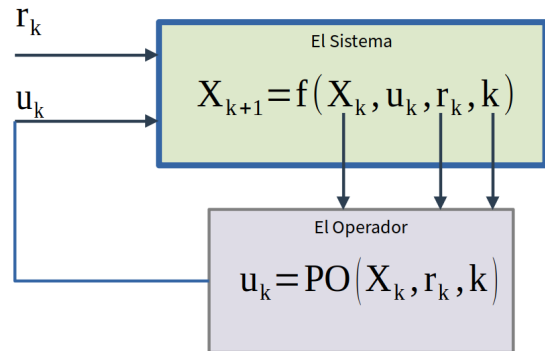 r_k
El Sistema
X_{k+1}=f(X_k,u_k,r_k,k)
u_k
El Operador
u_k=PO(X_k,r_k,k)